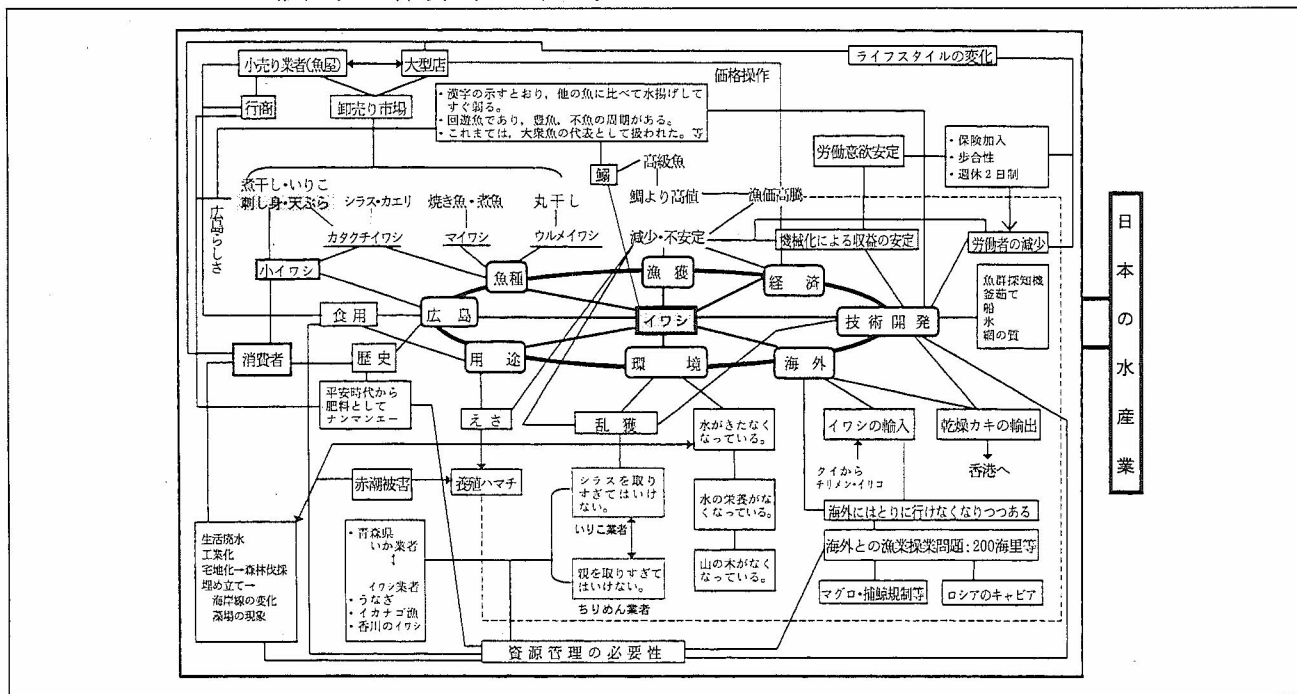 小売り業者(魚屋)
大型店
ライフスタイルの変化
価格操作
行商
卸売り市場
・漢字の示すとおり，他の魚に比べて水揚げして
すぐ弱る。
・回遊魚であり，豊魚，不魚の周期がある。
・これまでは，大衆魚の代表として扱われた。等
労働意欲安定
・保険加入
・歩合性
・週休２日制
鰯
高級魚
鯛より高値
漁価高騰
煮干し・いりこ
刺し身・天ぷら
シラス・カエリ
焼き魚・煮魚
丸干し
広島らしさ
カタクチイワシ
マイワシ
ウルメイワシ
減少・不安定
機械化による収益の安定
労働者の減少
小イワシ
魚種
漁獲
経済
魚群探知機
釜茹で
船
氷
網の質
食用
広島
イワシ
技術開発
消費者
歴史
用途
環境
海外
平安時代から
肥料として
ナンマンエー
えさ
乱獲
水がきたなく
なっている。
イワシの輸入
乾燥カキの輸出
タイから
チリメン・イリコ
香港へ
赤潮被害
養殖ハマチ
シラスを取り
すぎてはいけ
ない。
水の栄養がな
くなっている。
海外にはとりに行けなくなりつつある
いりこ業者
生活廃水
工業化
宅地化→森林伐採
埋め立て→
海岸線の変化
藻場の現象
・青森県
いか業者
↕
イワシ業者
・うなぎ
・イカナゴ漁
・香川のイワシ
親を取りすぎて
はいけない。
ちりめん業者
山の木がなく
なっている。
海外との漁業操業問題：200海里等
マグロ・捕鯨規制等
ロシアのキャビア
資源管理の必要性
日本の水産業